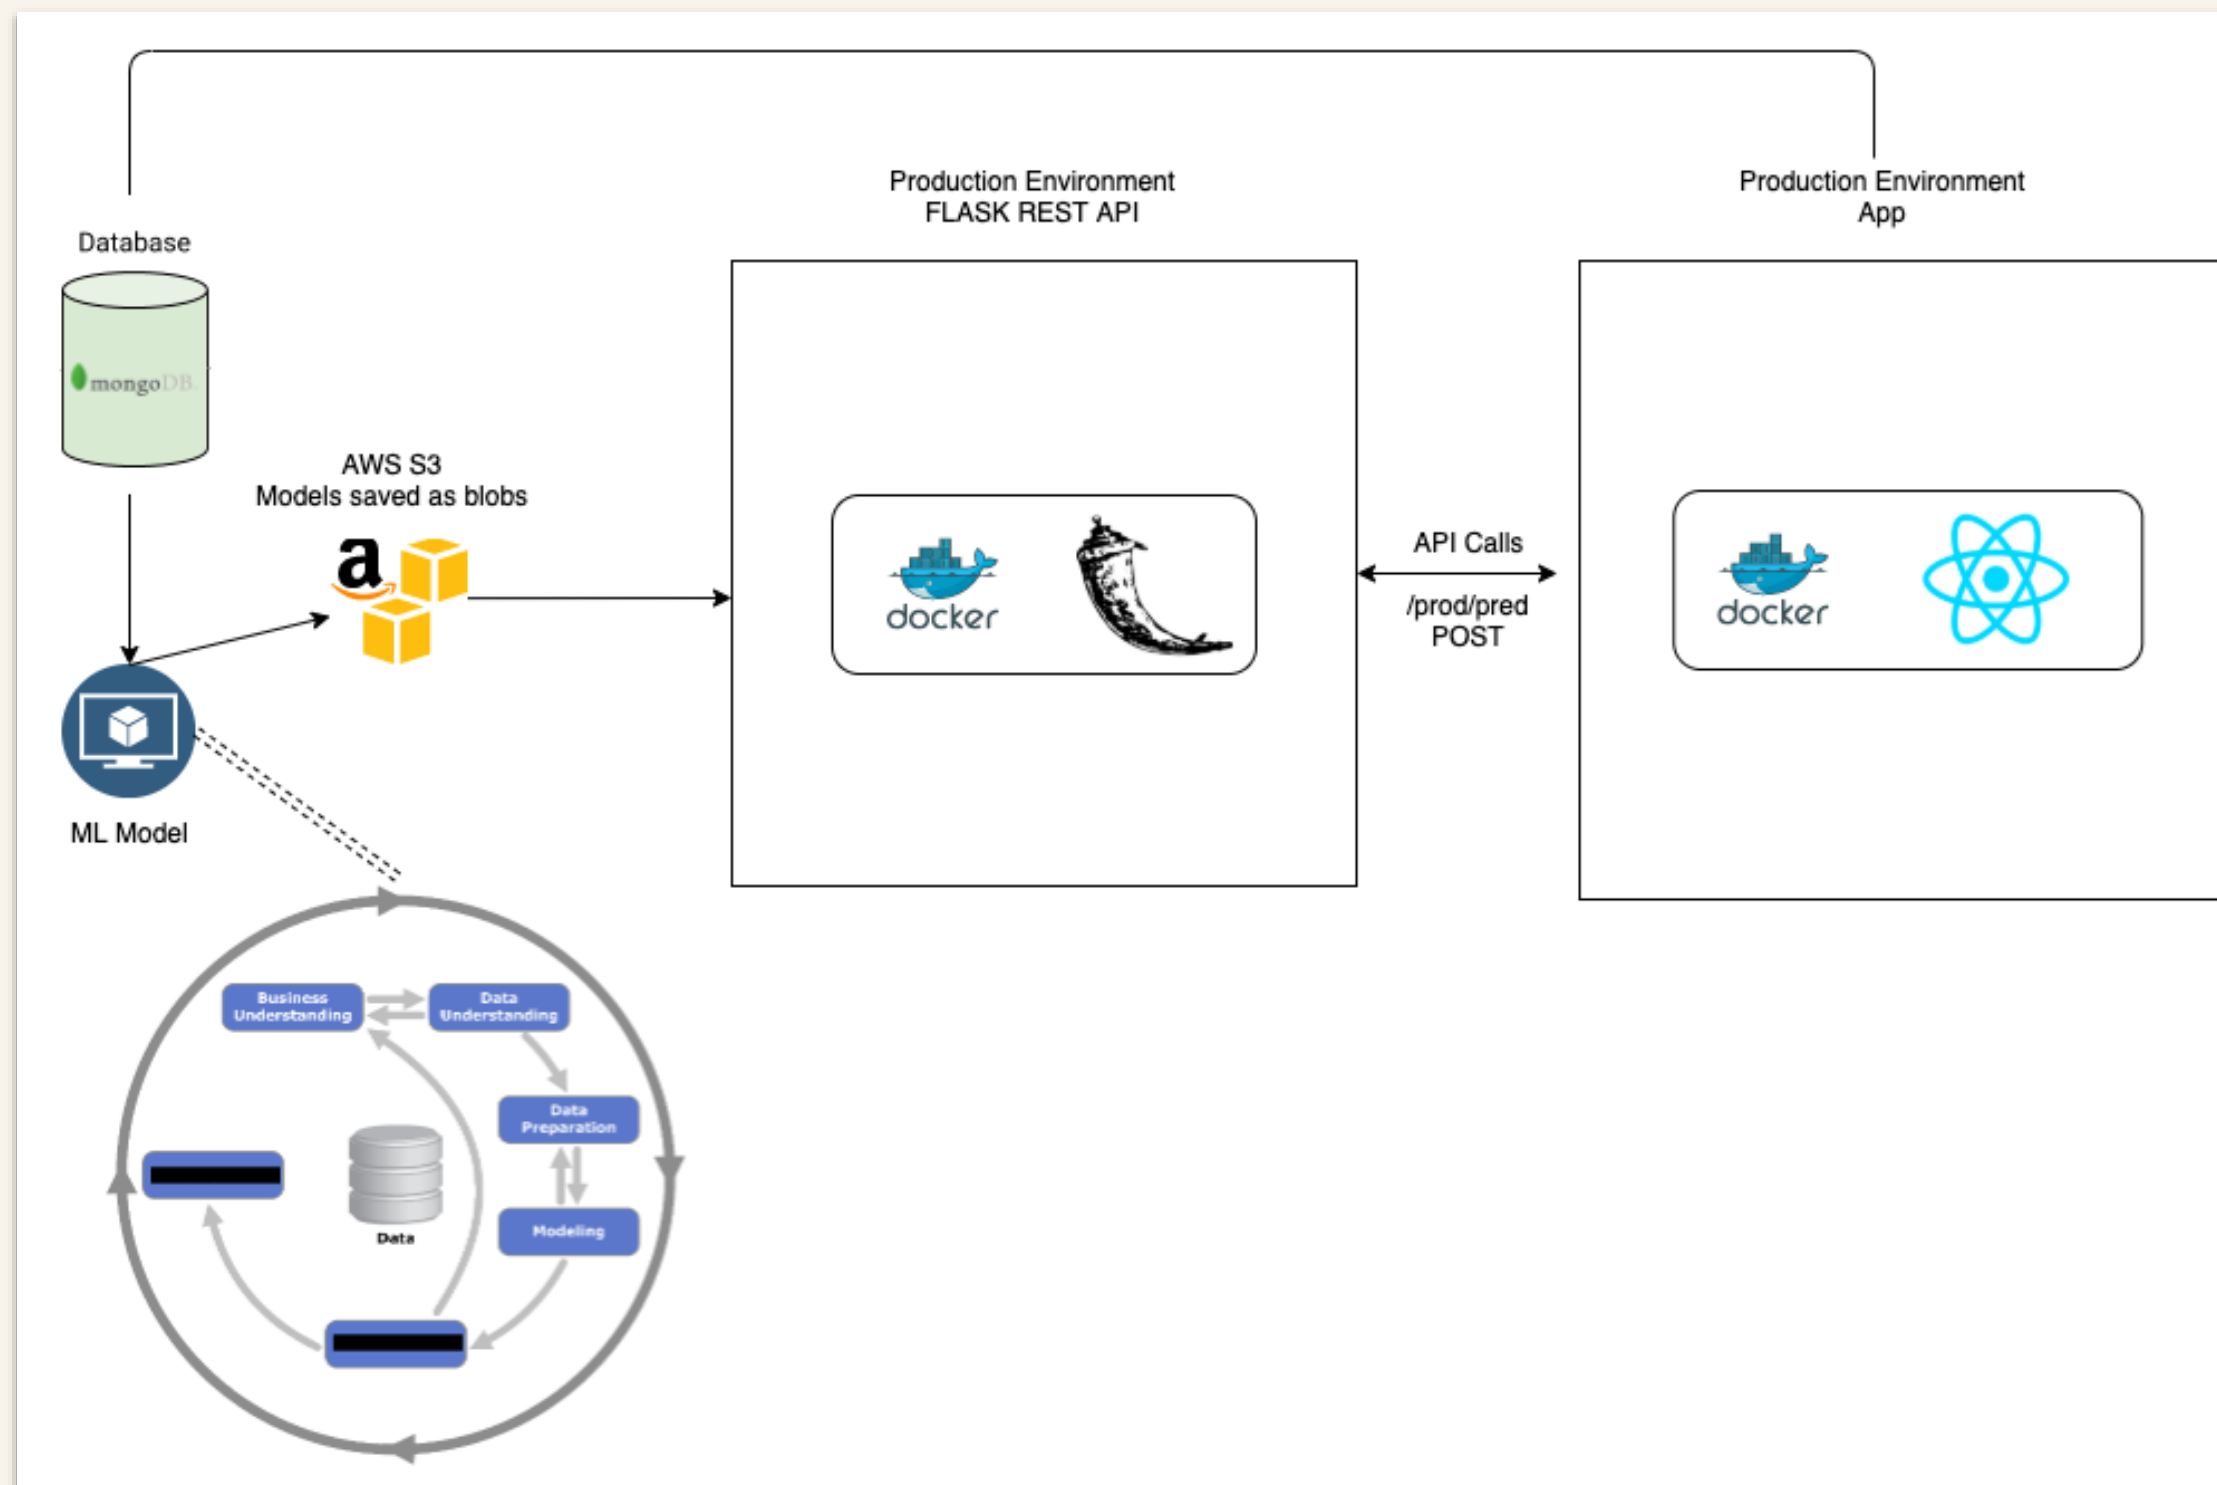 Production Environment
FLASK REST API
Production Environment
App
Database
mongoDB.
AWS S3
Models saved as blobs
a
docker
API Calls
/prod/pred
POST
docker
ML Model
Business
Understanding
Data
Understanding
Data
Preparation
Modeling
Data